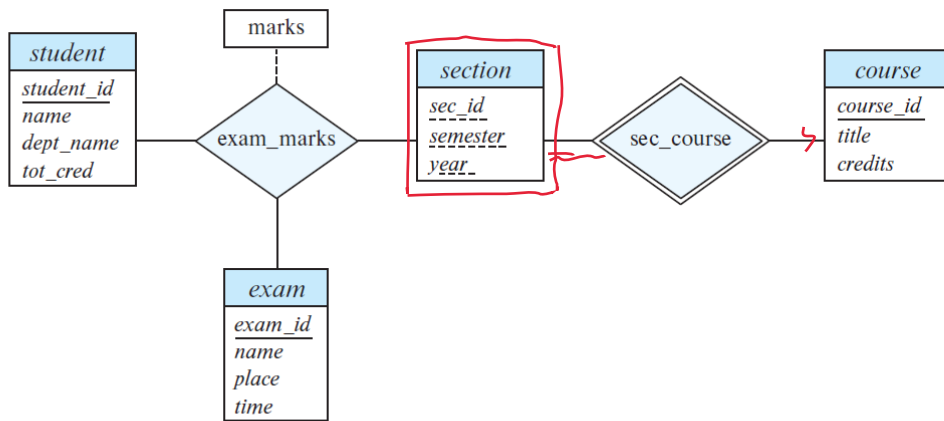 marks
student
student_id
name
dept_name
tot_cred
exam_marks
section
sec_id
semester
year
sec_course
course
course_id
title
credits
exam
exam_id
name
place
time